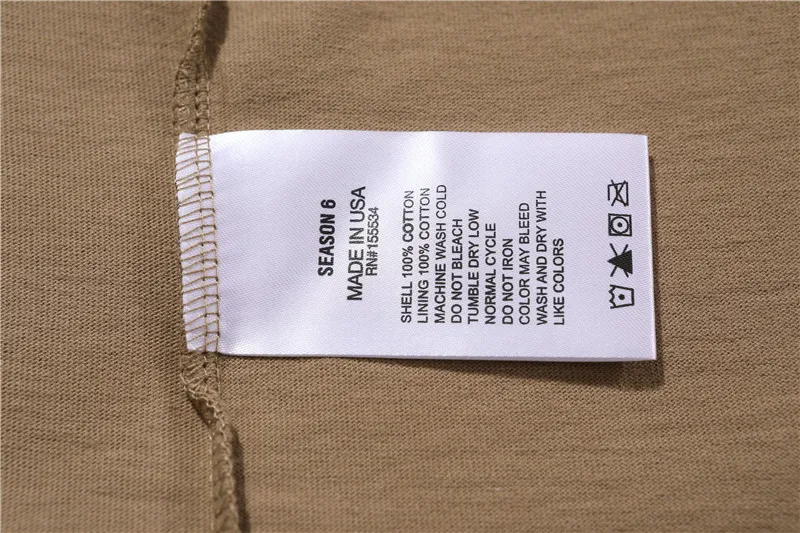 SEASON 6
MADE IN USA
RN#155534
SHELL 100% COTTON
LINING 100% COTTON
MACHINE WASH COLD
DO NOT BLEACH
TUMBLE DRY LOW
NORMAL CYCLE
DO NOT IRON
COLOR MAY BLEED
WASH AND DRY WITH
LIKE COLORS